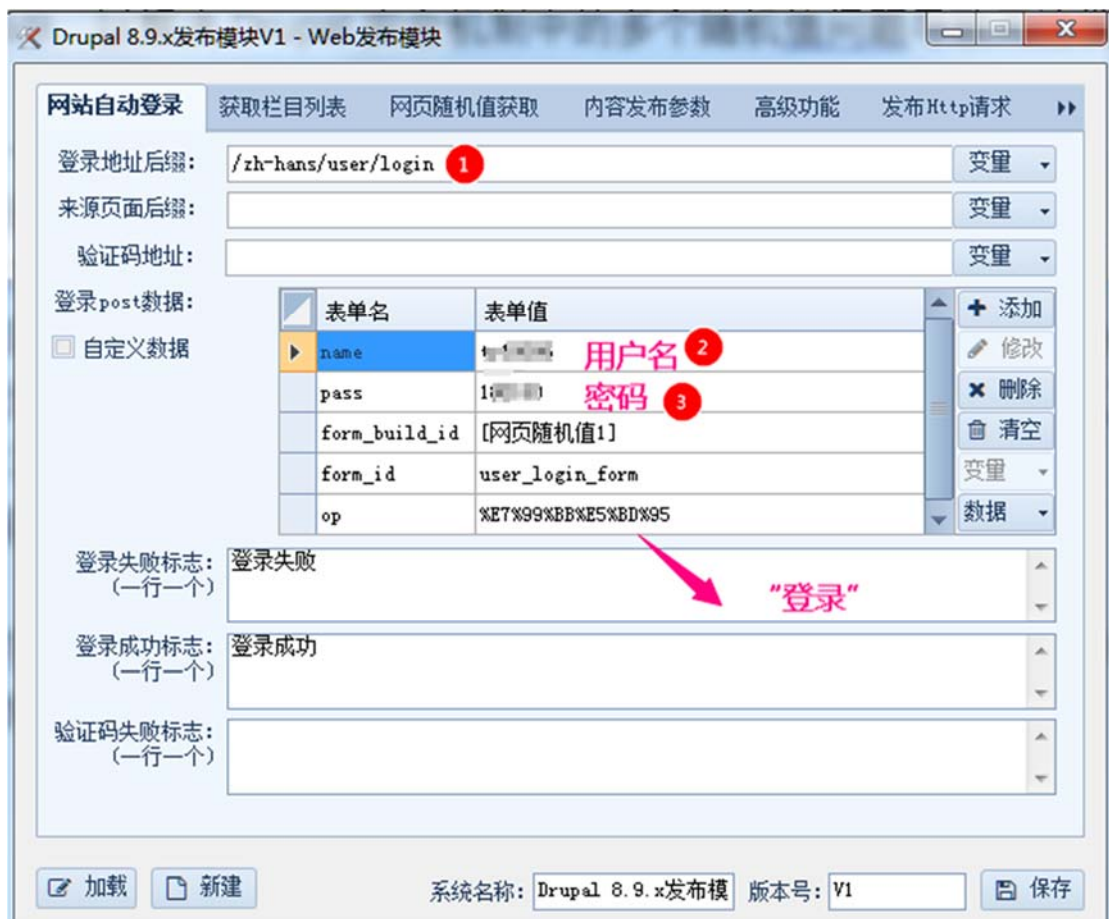 Drupal 8.9.x发布模块V1 - Web发布模块
网站自动登录 获取栏目列表 网页随机值获取 内容发布参数 高级功能 发布Http请求
登录地址后缀: /zh-hans/user/login 1 变量
来源页面后缀: 变量
验证码地址: 变量
登录post数据: 表单名 表单值 添加
自定义数据 name 用户名 2 修改
pass 密码 3 删除
form_build_id [网页随机值1] 清空
form_id user_login_form 变量
op %E7%99%BB%E5%BD%95 数据
登录失败标志: 登录失败
(一行一个)
"登录"
登录成功标志: 登录成功
(一行一个)
验证码失败标志:
(一行一个)
加载 新建 系统名称: Drupal 8.9.x发布模 版本号: V1 保存